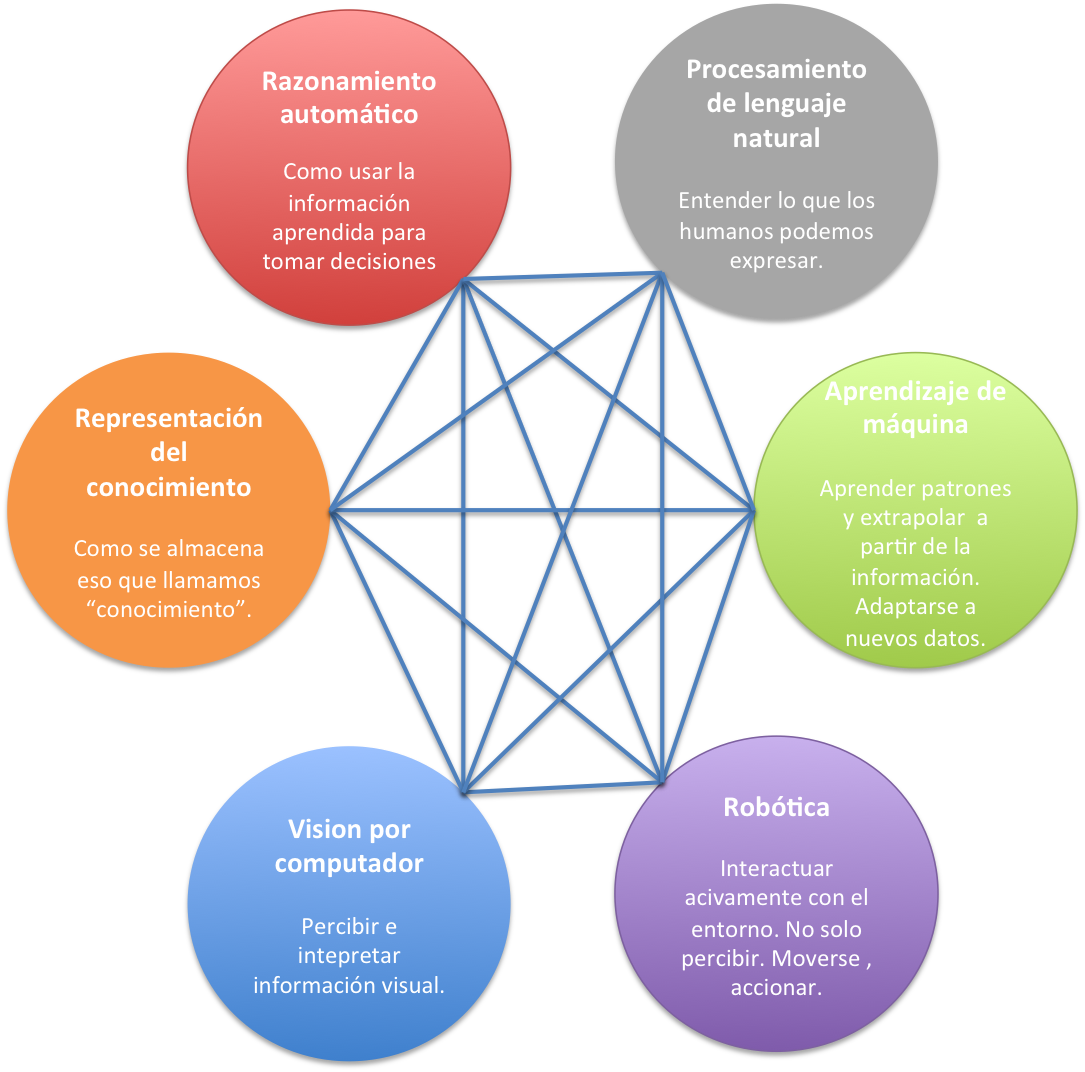 Razonamiento
automático
Como usar la
información
aprendida para
tomar decisiones
Procesamiento
de lenguaje
natural
Entender lo que los
humanos podemos
expresar.
Representación
del
conocimiento
Como se almacena
eso que llamamos
“conocimiento”.
Aprendizaje de
máquina
Aprender patrones
y extrapolar a
partir de la
información.
Adaptarse a
nuevos datos.
Vision por
computador
Percibir e
intepretar
información visual.
Robótica
Interactuar
acivamente con el
entorno. No solo
percibir. Moverse ,
accionar.